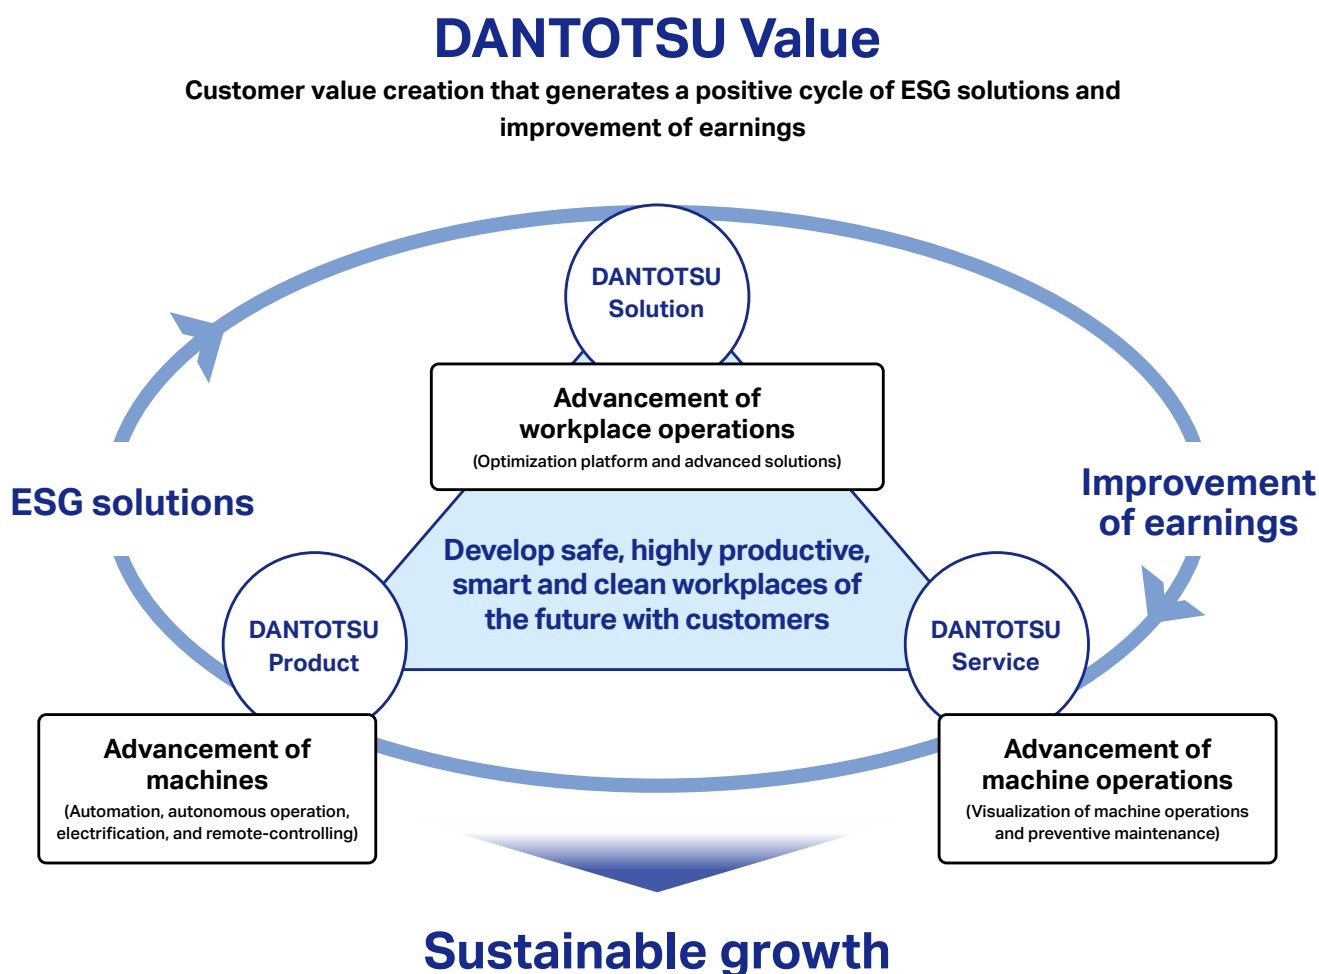 DANTOTSU Value
Customer value creation that generates a positive cycle of ESG solutions and
improvement of earnings
DANTOTSU
Solution
Advancement of
workplace operations
(Optimization platform and advanced solutions)
ESG solutions
Improvement
of earnings
Develop safe, highly productive,
smart and clean workplaces of
the future with customers
DANTOTSU
Product
DANTOTSU
Service
Advancement of
machines
(Automation, autonomous operation,
electrification, and remote-controlling)
Advancement of
machine operations
(Visualization of machine operations
and preventive maintenance)
Sustainable growth